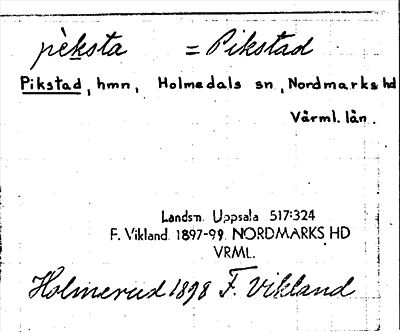 pèksta = Pikstad
Pikstad, hmn, Holmedals sn, Nordmarks hd
Värml. län.
Landsm. Uppsala 517:324
F. Vikland 1897-99. NORDMARKS HD
VRML.
Holmerud 1898 F. Vikland